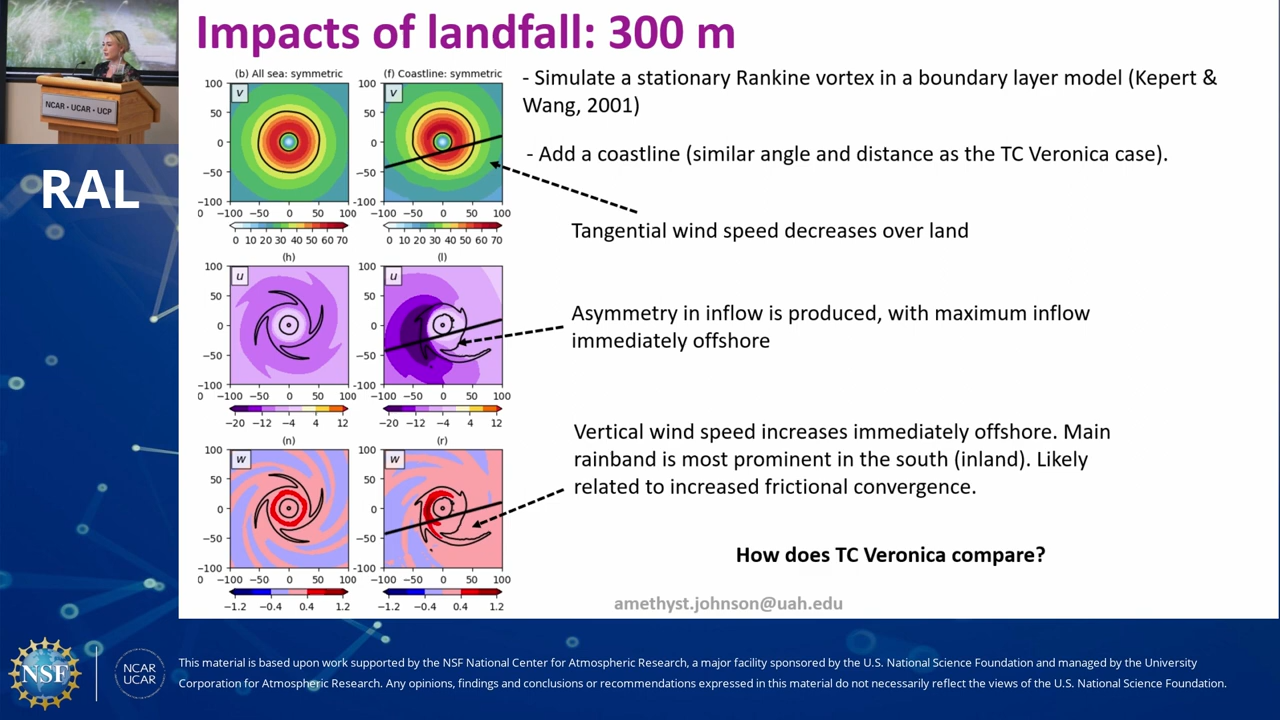 Impacts of landfall: 300 m
NCAR • UCAR • UCP
RAL
(b) All sea: symmetric
(f) Coastline: symmetric
v
v
100
50
0
−50
−100
0
−100 −50 0 50 100
100
50
0
−50
−100
−100 −50 0 50 100
0 10 20 30 40 50 60 70
0 10 20 30 40 50 60 70
- Simulate a stationary Rankine vortex in a boundary layer model (Kepert &
Wang, 2001)
- Add a coastline (similar angle and distance as the TC Veronica case).
Tangential wind speed decreases over land
(h)
(l)
u
u
100
50
0
−50
−100
0
−100 −50 0 50 100
100
50
0
−50
-100
−100 −50 0 50 100
−20 −12 −4 4 12
−20 −12 −4 4 12
Asymmetry in inflow is produced, with maximum inflow
immediately offshore
(n)
(r)
w
w
100
50
0
−50
−100
0
−100 −50 0 50 100
100
50
0
−50
−100
−100 −50 0 50 100
−1.2 −0.4 0.4 1.2
−1.2 −0.4 0.4 1.2
Vertical wind speed increases immediately offshore. Main
rainband is most prominent in the south (inland). Likely
related to increased frictional convergence.
How does TC Veronica compare?
amethyst.johnson@uah.edu
NSF
NCAR
UCAR
This material is based upon work supported by the NSF National Center for Atmospheric Research, a major facility sponsored by the U.S. National Science Foundation and managed by the University
Corporation for Atmospheric Research. Any opinions, findings and conclusions or recommendations expressed in this material do not necessarily reflect the views of the U.S. National Science Foundation.